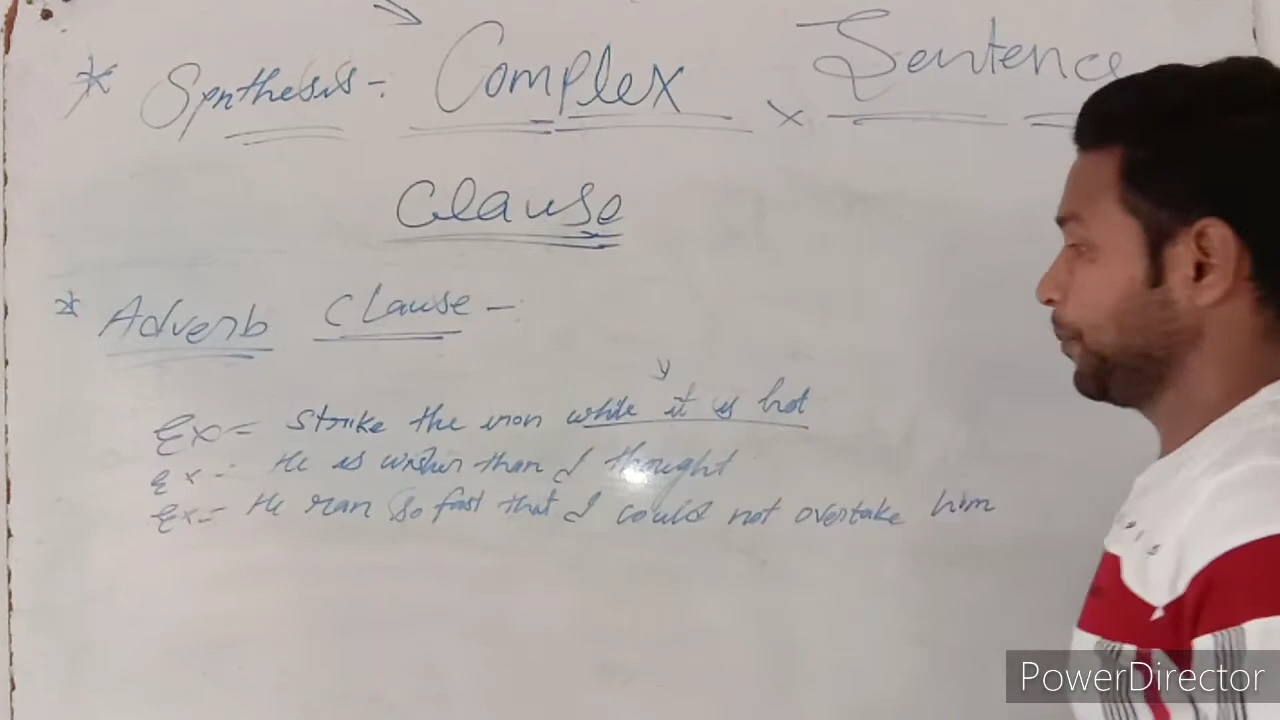 * Synthesis-: Complex x Sentence
Clause
* Adverb Clause -:
Ex= Strike the iron while it is hot
Ex-: He is wisher than I thought
Ex-= He ran so fast that I could not overtake him
PowerDirector